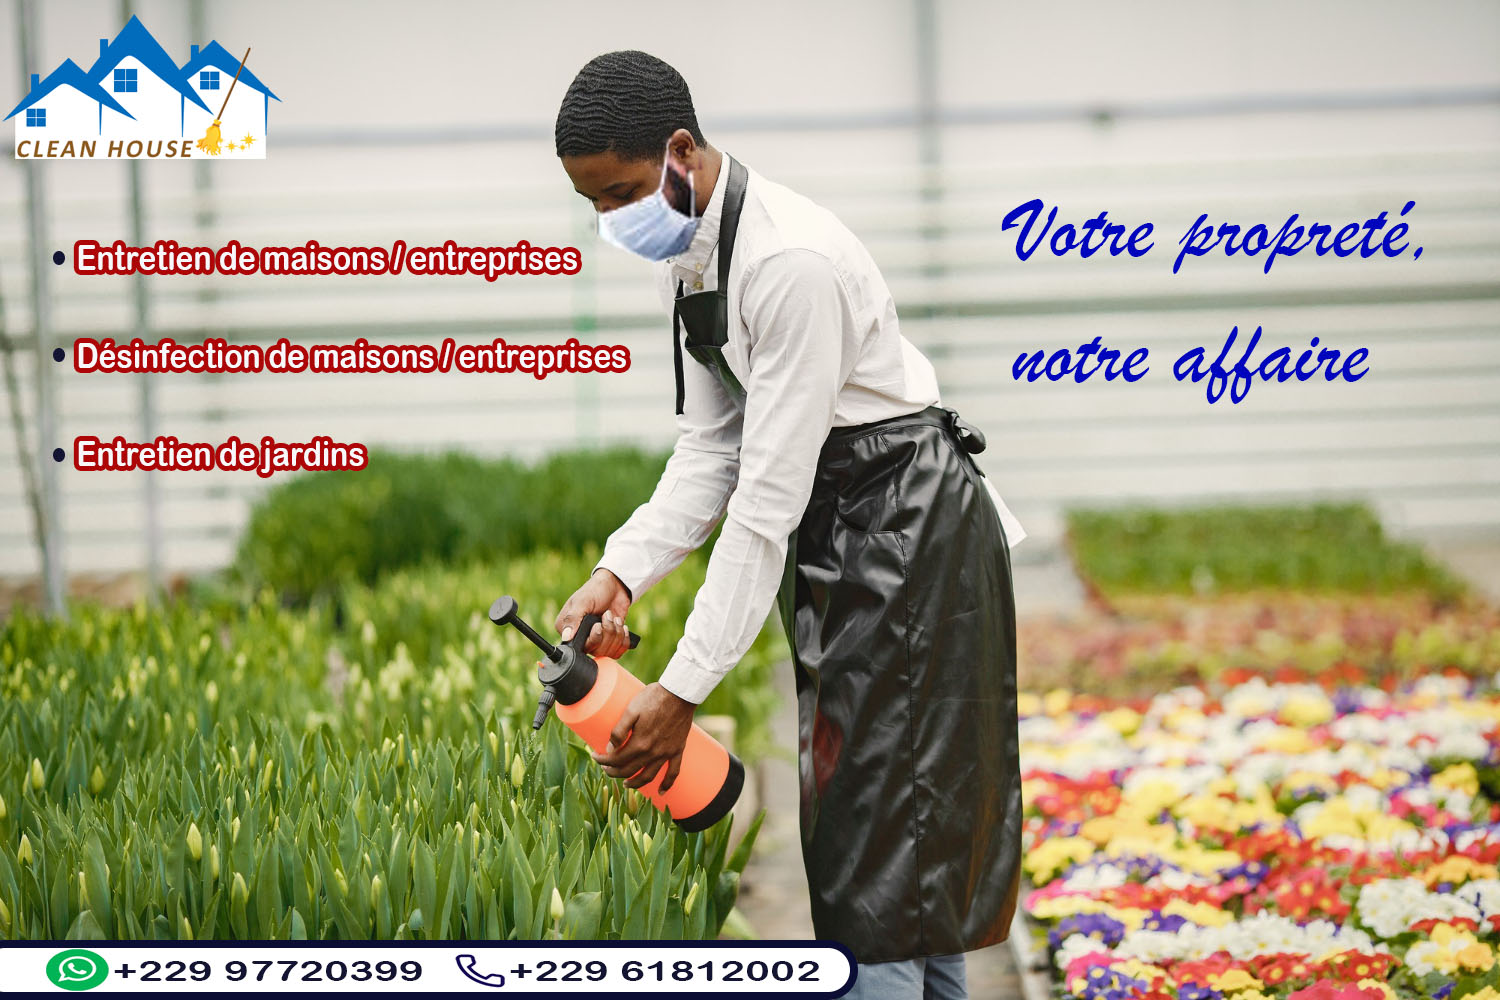 CLEAN HOUSE
• Entretien de maisons / entreprises
• Désinfection de maisons / entreprises
• Entretien de jardins
Votre propreté,
notre affaire
+229 97720399 +229 61812002